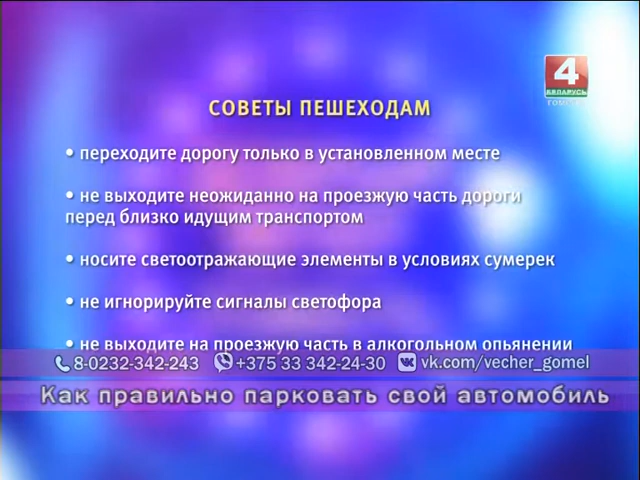 4
БЕЛАРУСЬ
СОВЕТЫ ПЕШЕХОДАМ
• переходите дорогу только в установленном месте
• не выходите неожиданно на проезжую часть дороги
перед близко идущим транспортом
• носите светоотражающие элементы в условиях сумерек
• не игнорируйте сигналы светофора
• не выходите на проезжую часть в алкогольном опьянении
8-0232-342-243 +375 33 342-24-30 vk.com/vecher_gomel
Как правильно парковать свой автомобиль